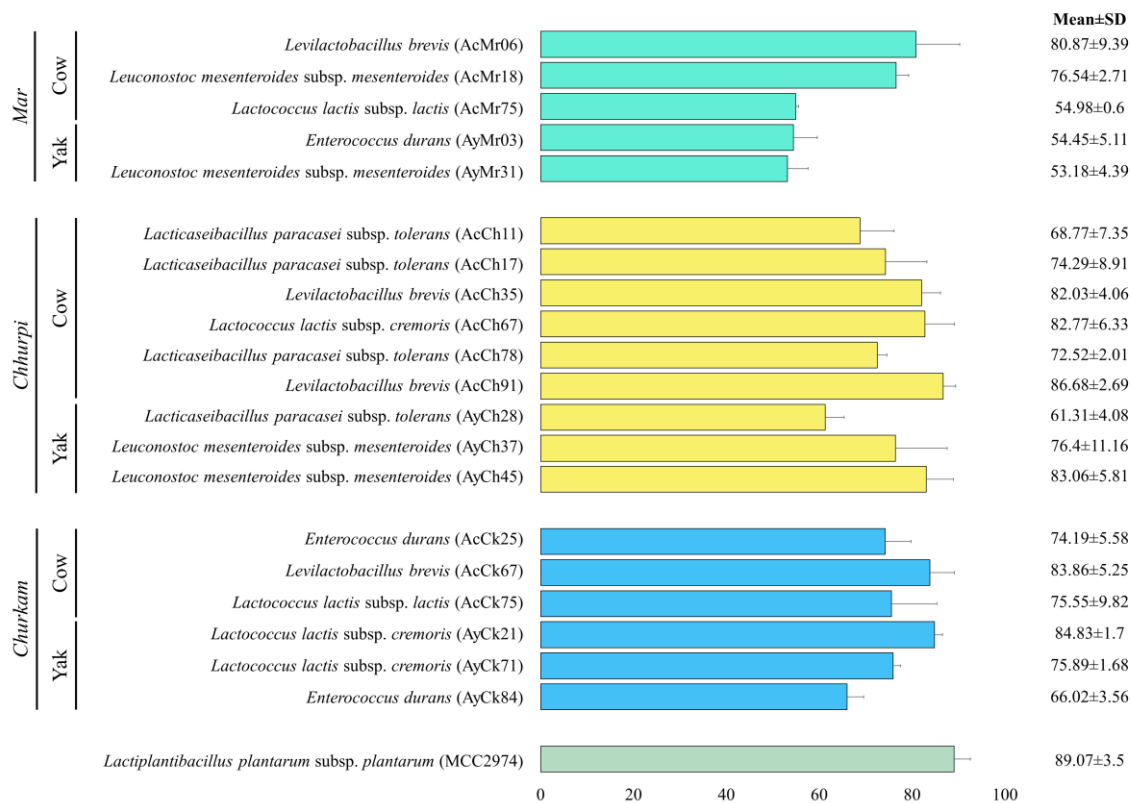 Mean±SD
Mar
Cow
Levilactobacillus brevis (AcMr06) 80.87±9.39
Leuconostoc mesenteroides subsp. mesenteroides (AcMr18) 76.54±2.71
Lactococcus lactis subsp. lactis (AcMr75) 54.98±0.6
Yak
Enterococcus durans (AyMr03) 54.45±5.11
Leuconostoc mesenteroides subsp. mesenteroides (AyMr31) 53.18±4.39
Chhurpi
Cow
Lacticaseibacillus paracasei subsp. tolerans (AcCh11) 68.77±7.35
Lacticaseibacillus paracasei subsp. tolerans (AcCh17) 74.29±8.91
Levilactobacillus brevis (AcCh35) 82.03±4.06
Lactococcus lactis subsp. cremoris (AcCh67) 82.77±6.33
Lacticaseibacillus paracasei subsp. tolerans (AcCh78) 72.52±2.01
Levilactobacillus brevis (AcCh91) 86.68±2.69
Yak
Lacticaseibacillus paracasei subsp. tolerans (AyCh28) 61.31±4.08
Leuconostoc mesenteroides subsp. mesenteroides (AyCh37) 76.4±11.16
Leuconostoc mesenteroides subsp. mesenteroides (AyCh45) 83.06±5.81
Churkam
Cow
Enterococcus durans (AcCk25) 74.19±5.58
Levilactobacillus brevis (AcCk67) 83.86±5.25
Lactococcus lactis subsp. lactis (AcCk75) 75.55±9.82
Yak
Lactococcus lactis subsp. cremoris (AyCk21) 84.83±1.7
Lactococcus lactis subsp. cremoris (AyCk71) 75.89±1.68
Enterococcus durans (AyCk84) 66.02±3.56
Lactiplantibacillus plantarum subsp. plantarum (MCC2974) 89.07±3.5
0 20 40 60 80 100